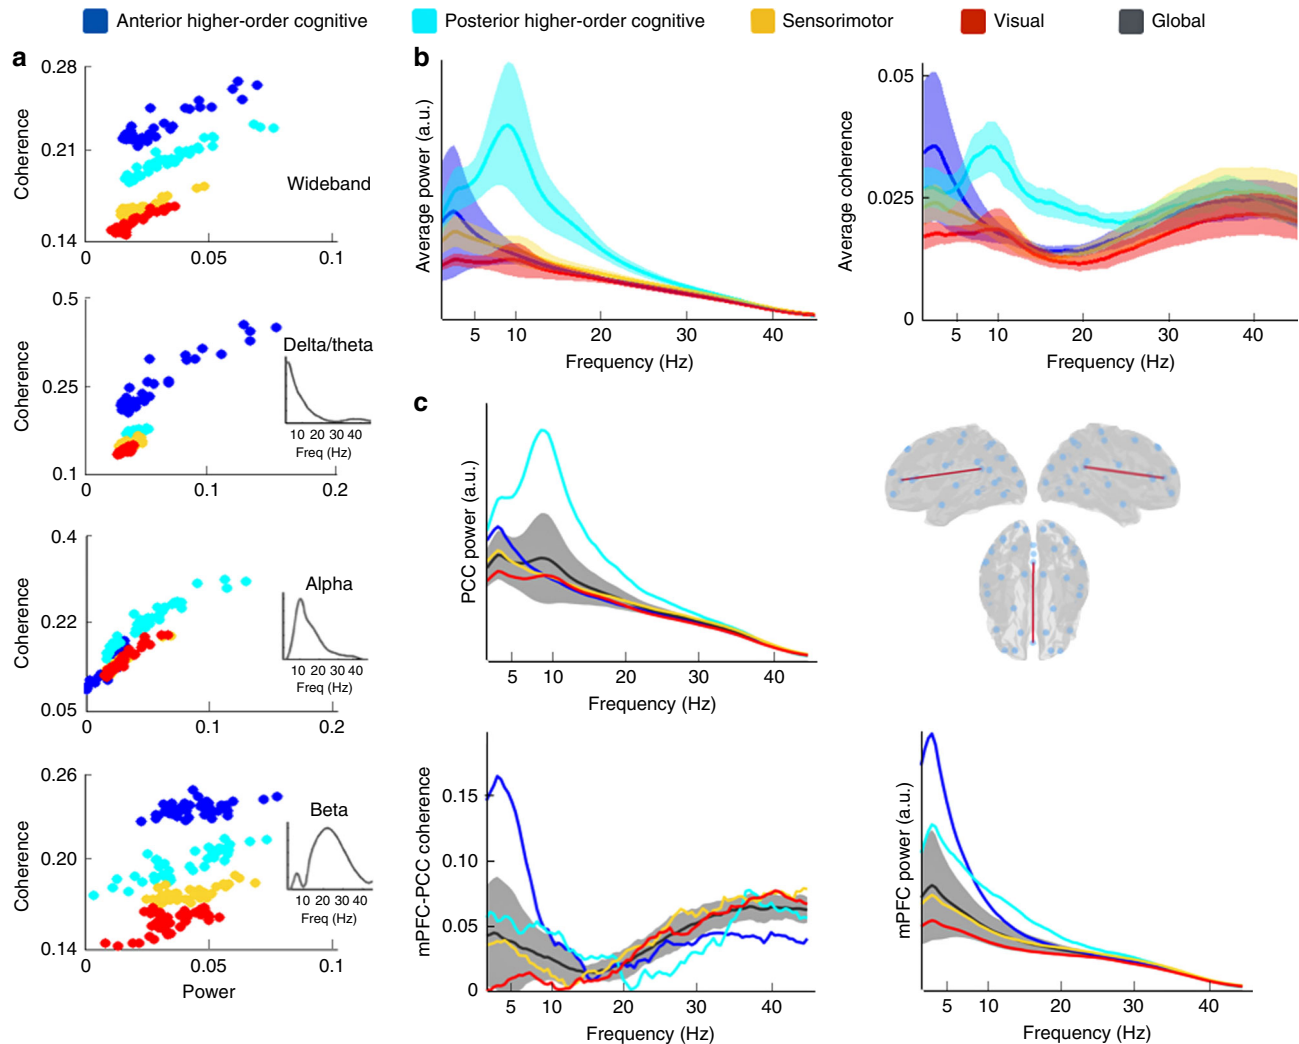 Anterior higher-order cognitive
Posterior higher-order cognitive
Sensorimotor
Visual
Global
a
0.28
0.21
0.14
Coherence
Wideband
0
0.05
0.1
0.5
0.25
0.1
Coherence
Delta/theta
10 20 30 40
Freq (Hz)
0
0.1
0.2
0.4
0.22
0.05
Coherence
Alpha
10 20 30 40
Freq (Hz)
0
0.1
0.2
0.26
0.20
0.14
Coherence
Beta
10 20 30 40
Freq (Hz)
0
0.05
0.1
Power
b
Average power (a.u.)
5 10 20 30 40
Frequency (Hz)
0.05
0.025
0
Average coherence
5 10 20 30 40
Frequency (Hz)
c
PCC power (a.u.)
5 10 20 30 40
Frequency (Hz)
0.15
0.10
0.05
0
mPFC-PCC coherence
5 10 20 30 40
Frequency (Hz)
mPFC power (a.u.)
5 10 20 30 40
Frequency (Hz)